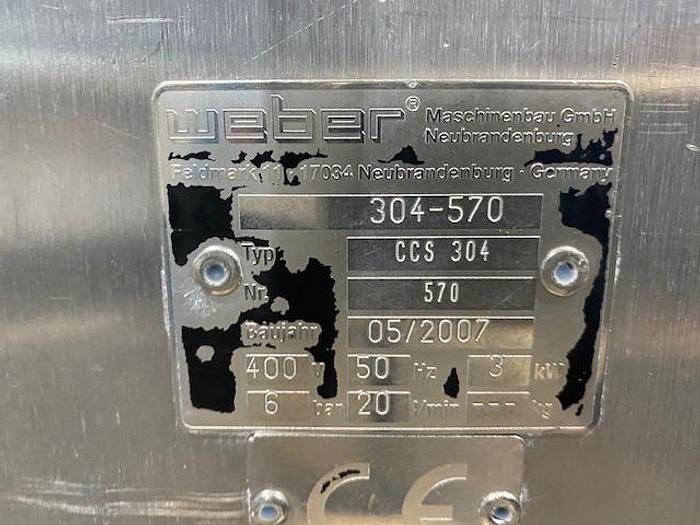 weber® Maschinenbau GmbH
Neubrandenburg
Feldmark 11 · 17034 Neubrandenburg · Germany
304-570
Typ CCS 304
Nr. 570
Baujahr 05/2007
400 V 50 Hz 3 kW
6 bar 20 l/min --- kg
CE